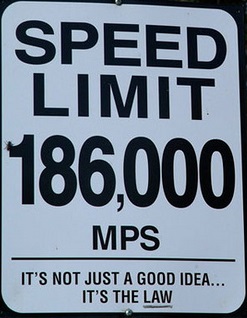 SPEED
LIMIT
186,000
MPS
IT'S NOT JUST A GOOD IDEA...
IT'S THE LAW